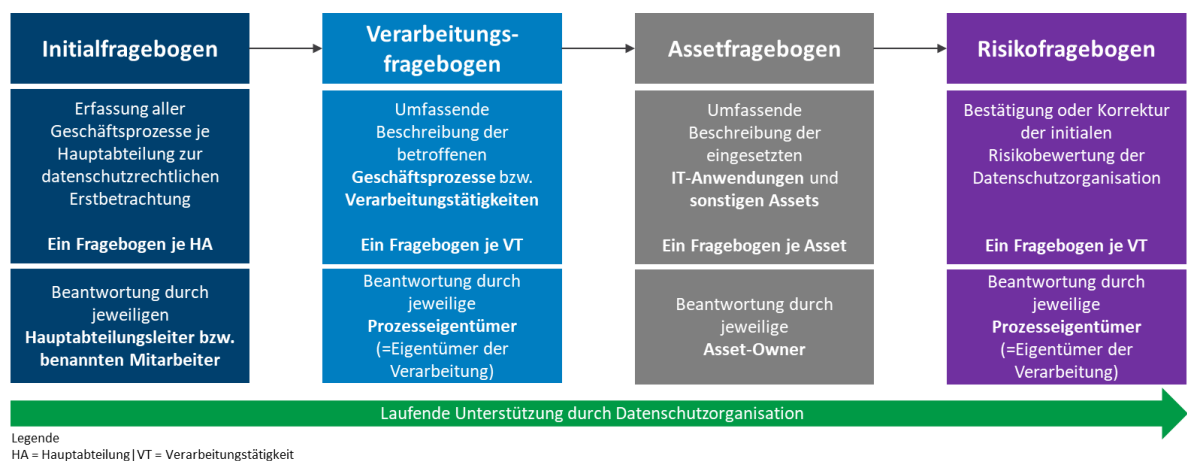 Initialfragebogen
Verarbeitungs-
fragebogen
Assetfragebogen
Risikofragebogen
Erfassung aller
Geschäftsprozesse je
Hauptabteilung zur
datenschutzrechtlichen
Erstbetrachtung
Ein Fragebogen je HA
Umfassende
Beschreibung der
betroffenen
Geschäftsprozesse bzw.
Verarbeitungstätigkeiten
Ein Fragebogen je VT
Umfassende
Beschreibung der
eingesetzten
IT-Anwendungen und
sonstigen Assets
Ein Fragebogen je Asset
Bestätigung oder Korrektur
der initialen
Risikobewertung der
Datenschutzorganisation
Ein Fragebogen je VT
Beantwortung durch
jeweiligen
Hauptabteilungsleiter bzw.
benannten Mitarbeiter
Beantwortung durch
jeweilige
Prozesseigentümer
(=Eigentümer der
Verarbeitung)
Beantwortung durch
jeweilige
Asset-Owner
Beantwortung durch
jeweilige
Prozesseigentümer
(=Eigentümer der
Verarbeitung)
Laufende Unterstützung durch Datenschutzorganisation
Legende
HA = Hauptabteilung|VT = Verarbeitungstätigkeit